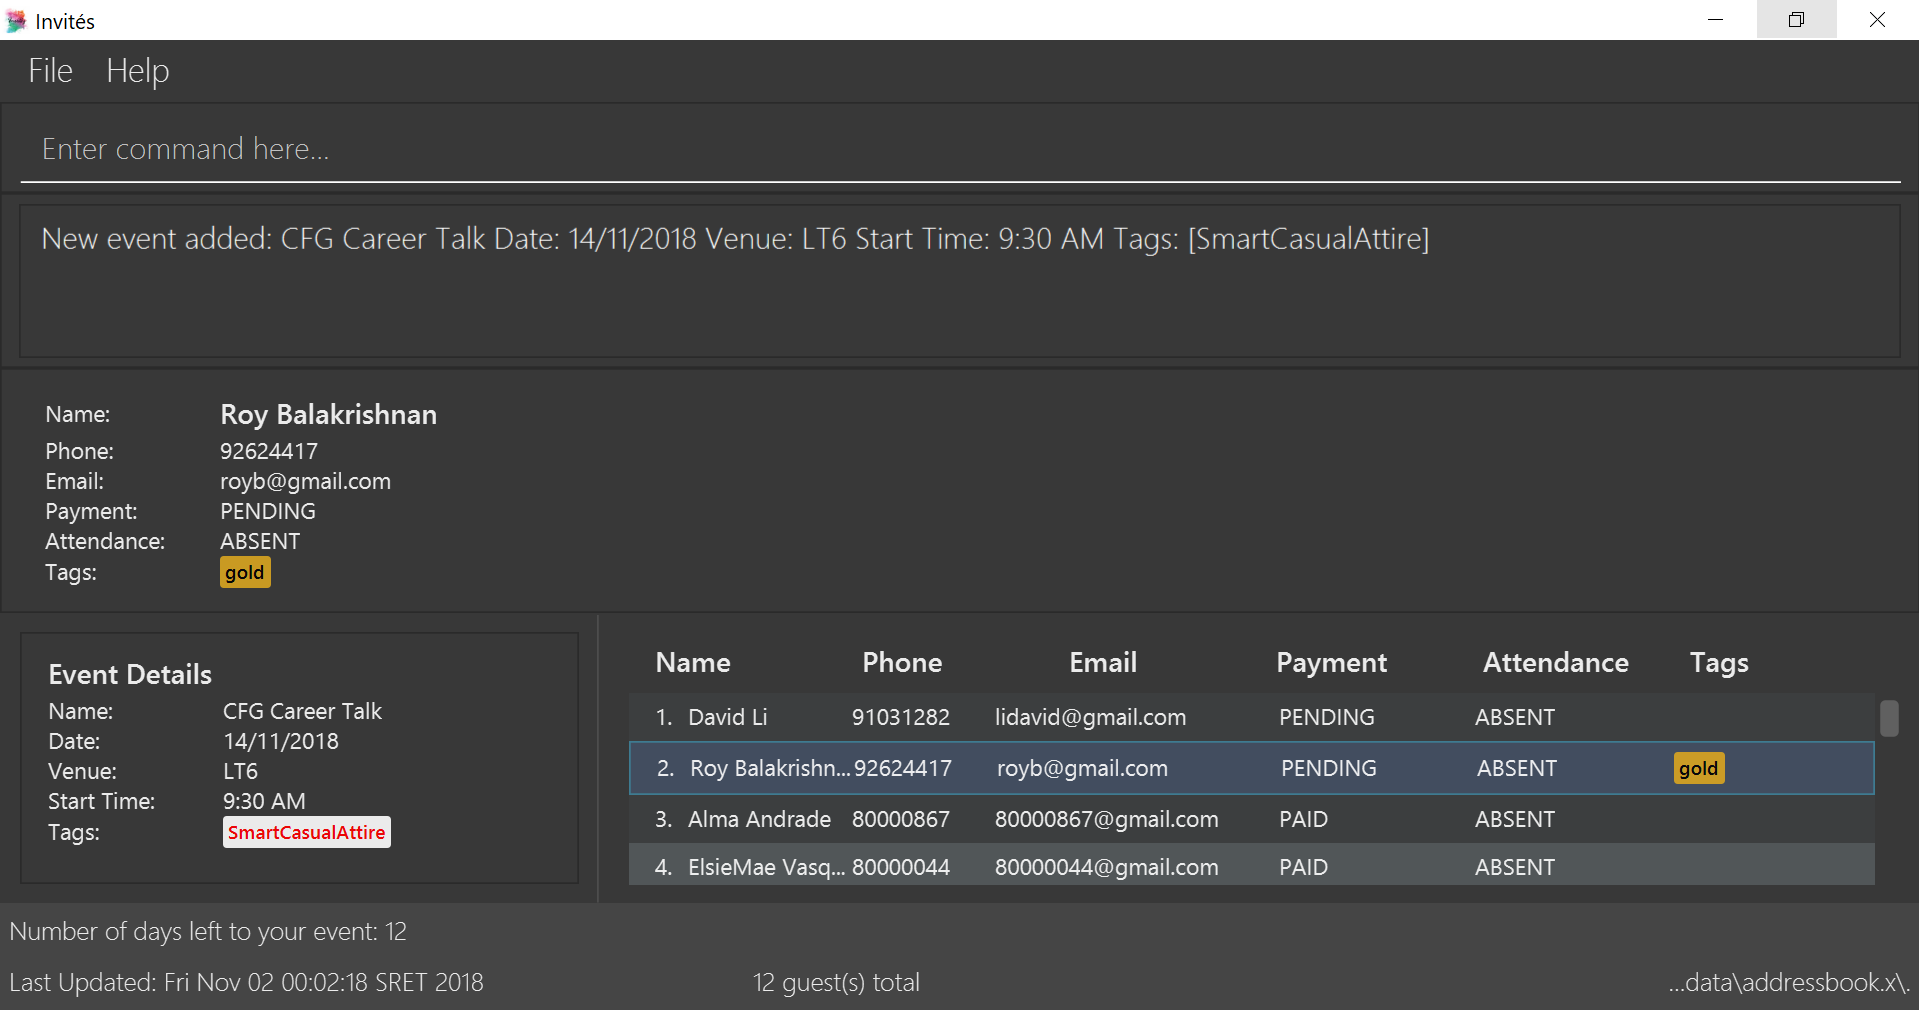 Invités
File Help
Enter command here...
New event added: CFG Career Talk Date: 14/11/2018 Venue: LT6 Start Time: 9:30 AM Tags: [SmartCasualAttire]
Name: Roy Balakrishnan
Phone: 92624417
Email: royb@gmail.com
Payment: PENDING
Attendance: ABSENT
Tags: gold
Event Details
Name: CFG Career Talk
Date: 14/11/2018
Venue: LT6
Start Time: 9:30 AM
Tags: SmartCasualAttire
Name Phone Email Payment Attendance Tags
1. David Li 91031282 lidavid@gmail.com PENDING ABSENT
2. Roy Balakrishn... 92624417 royb@gmail.com PENDING ABSENT gold
3. Alma Andrade 80000867 80000867@gmail.com PAID ABSENT
4. ElsieMae Vasq... 80000044 80000044@gmail.com PAID ABSENT
Number of days left to your event: 12
Last Updated: Fri Nov 02 00:02:18 SRET 2018 12 guest(s) total ...data\addressbook.x\.